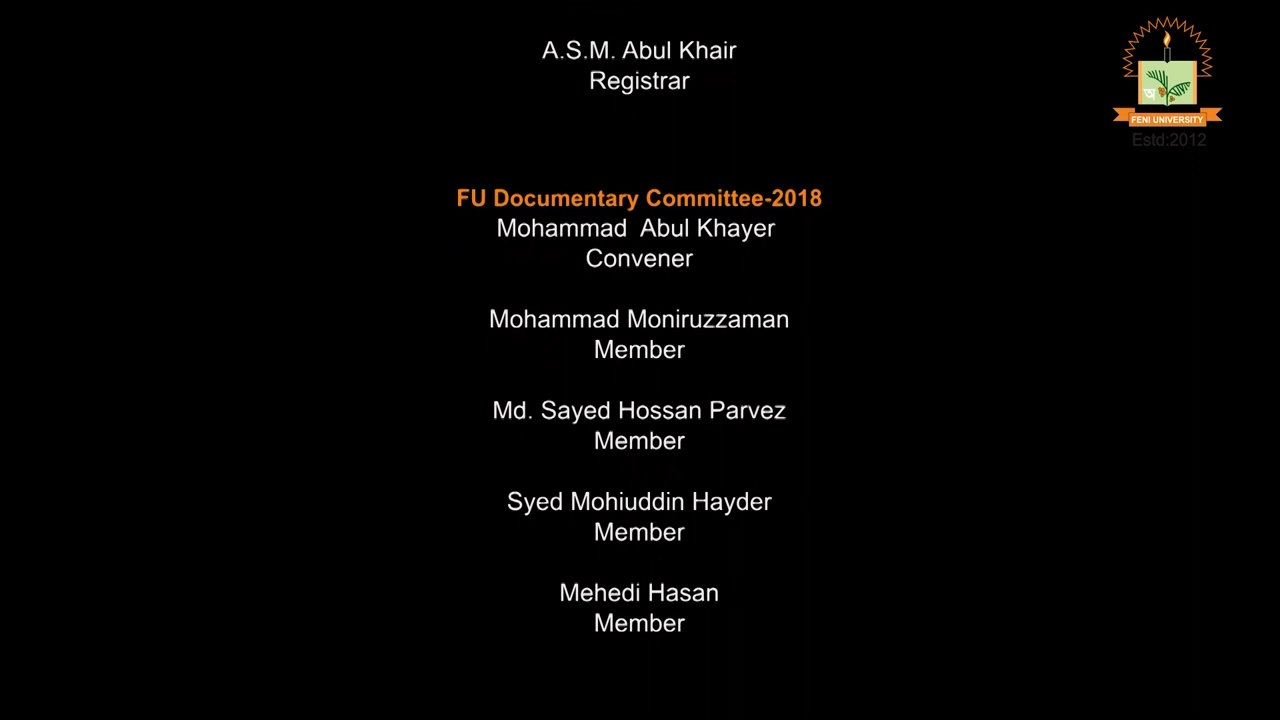 A.S.M. Abul Khair
Registrar
FU Documentary Committee-2018
Mohammad  Abul Khayer
Convener
Mohammad Moniruzzaman
Member
Md. Sayed Hossan Parvez
Member
Syed Mohiuddin Hayder
Member
Mehedi Hasan
Member
অ
FENI UNIVERSITY
Estd:2012